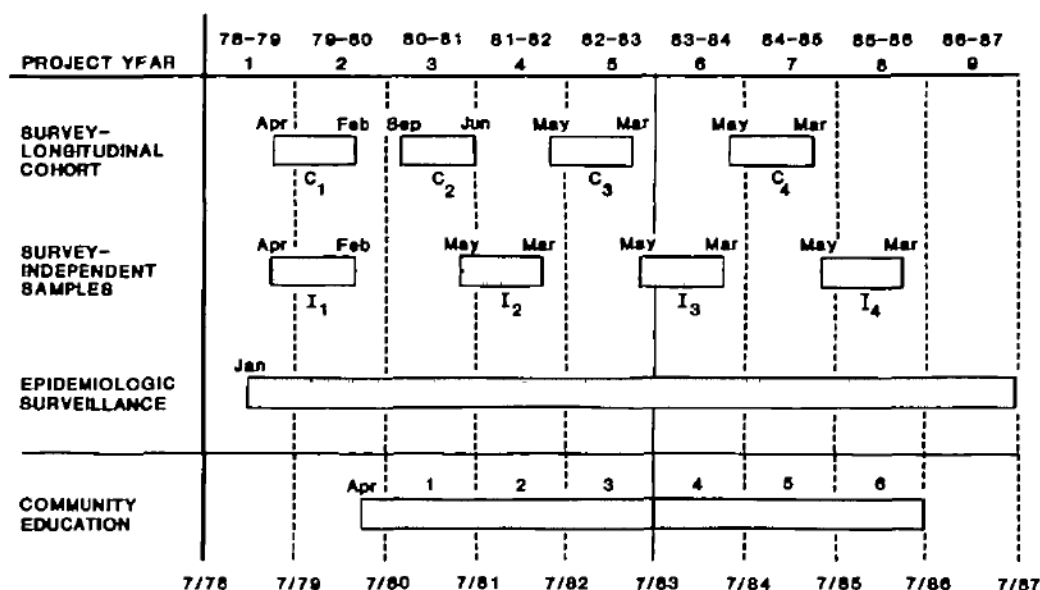 78-79 79-80 80-81 81-82 82-83 83-84 84-85 85-86 86-87
PROJECT YEAR 1 2 3 4 5 6 7 8 9
SURVEY-
LONGITUDINAL
COHORT
Apr Feb Sep Jun May Mar May Mar
C1 C2 C3 C4
SURVEY-
INDEPENDENT
SAMPLES
Apr Feb May Mar May Mar May Mar
I1 I2 I3 I4
Jan
EPIDEMIOLOGIC
SURVEILLANCE
COMMUNITY
EDUCATION
Apr 1 2 3 4 5 6
7/78 7/79 7/80 7/81 7/82 7/83 7/84 7/85 7/86 7/87